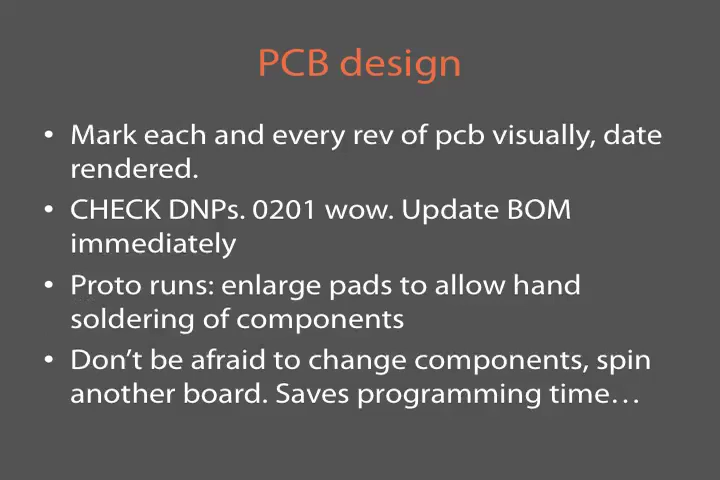 PCB design
• Mark each and every rev of pcb visually, date
rendered.
• CHECK DNPs. 0201 wow. Update BOM
immediately
• Proto runs: enlarge pads to allow hand
soldering of components
• Don’t be afraid to change components, spin
another board. Saves programming time…